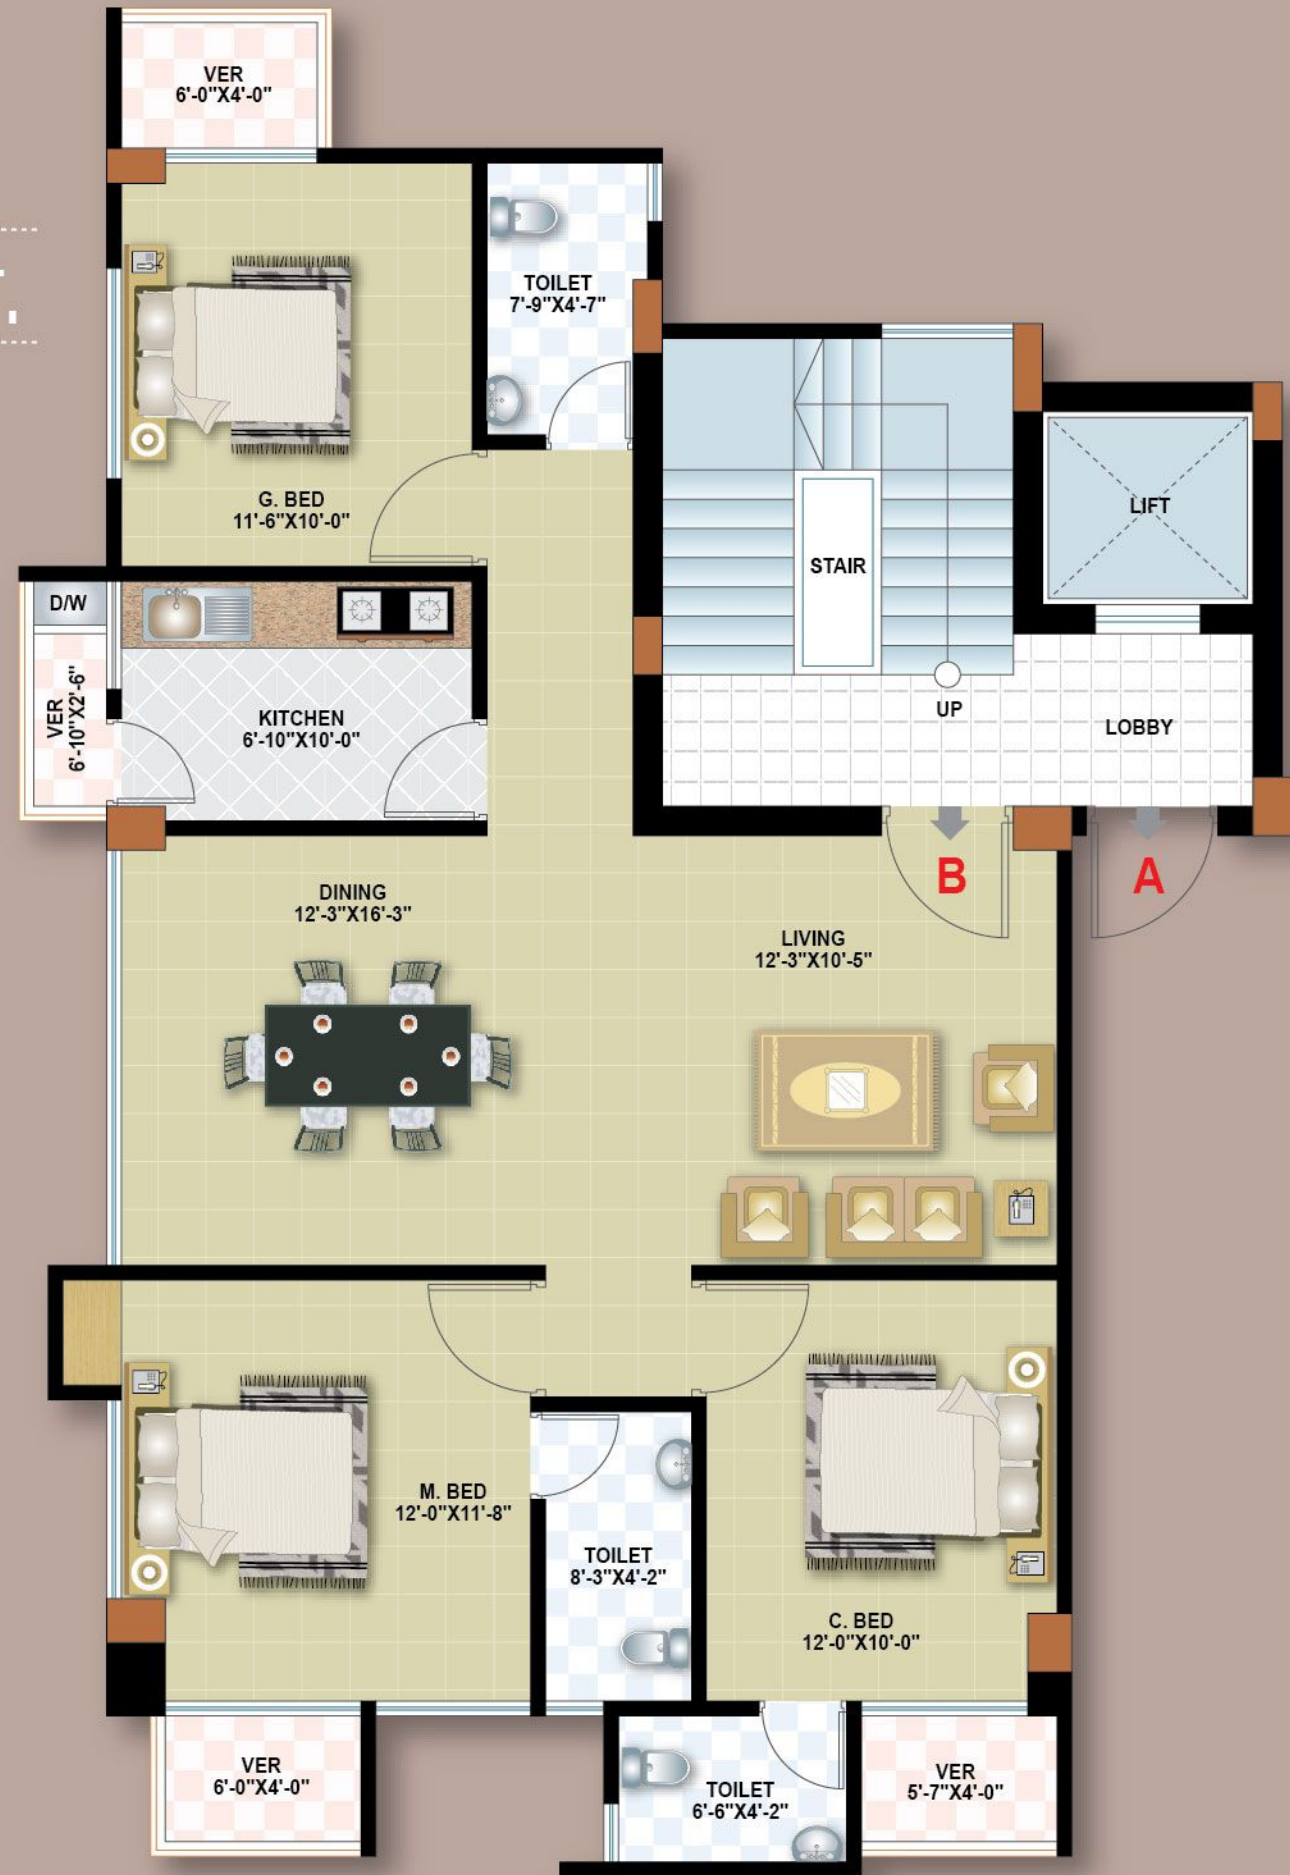 VER
6'-0"X4'-0"
TOILET
7'-9"X4'-7"
G. BED
11'-6"X10'-0"
LIFT
STAIR
D/W
VER
6'-10"X2'-6"
KITCHEN
6'-10"X10'-0"
UP
LOBBY
B
A
DINING
12'-3"X16'-3"
LIVING
12'-3"X10'-5"
M. BED
12'-0"X11'-8"
TOILET
8'-3"X4'-2"
C. BED
12'-0"X10'-0"
VER
6'-0"X4'-0"
TOILET
6'-6"X4'-2"
VER
5'-7"X4'-0"